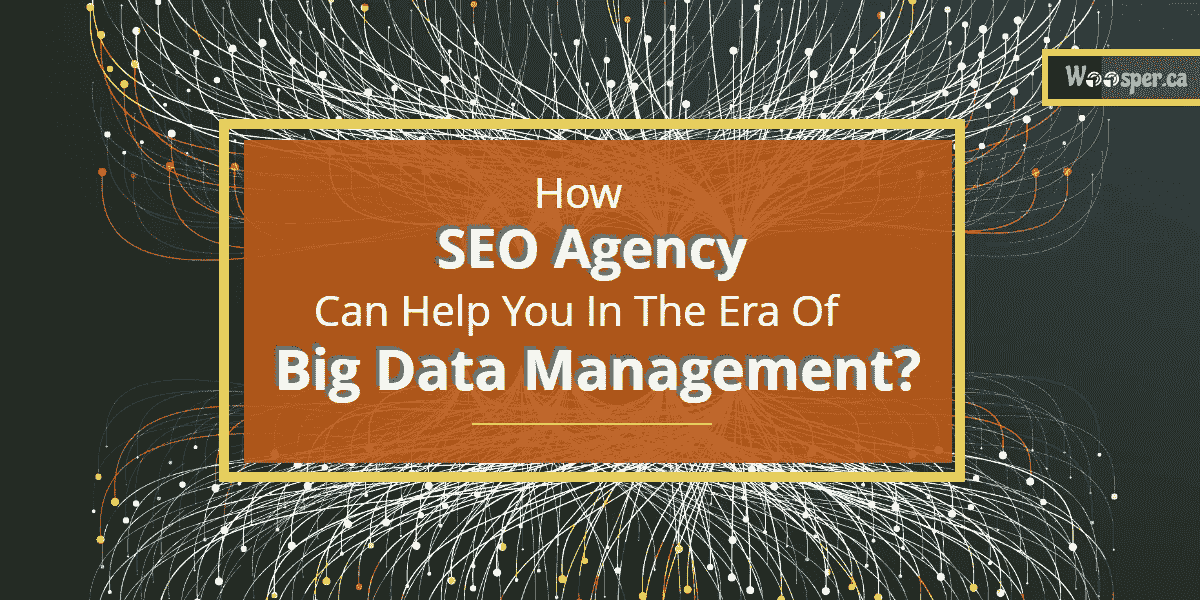 Woosper.ca
How
SEO Agency
Can Help You In The Era Of
Big Data Management?